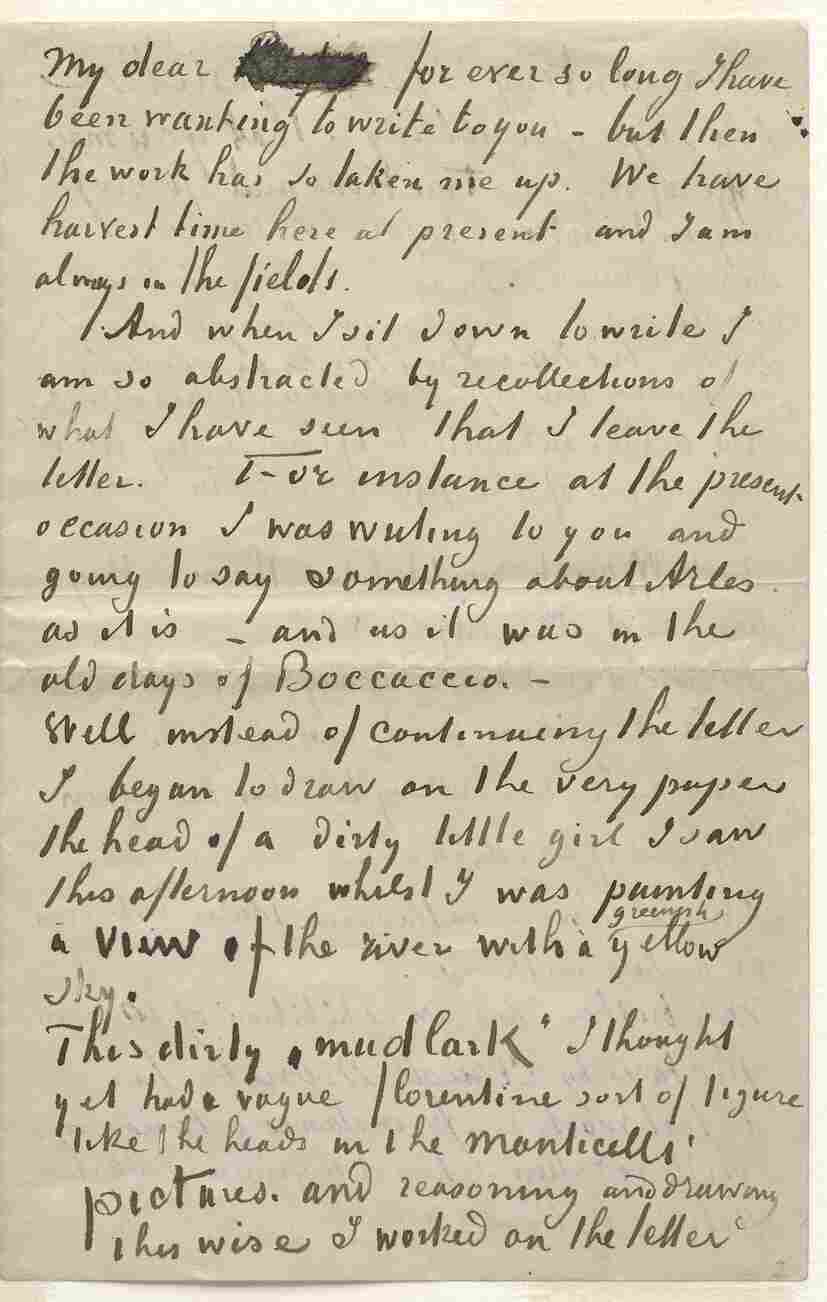 My dear for ever so long I have
been wanting to write to you - but then
the work has so taken me up. We have
harvest time here at present and I am
always in the fields.
And when I sit down to write I
am so abstracted by recollections of
what I have seen that I leave the
letter. For instance at the present
occasion I was writing to you and
going to say something about Arles
as it is - and as it was in the
old days of Boccaccio. -
Well instead of continuing the letter
I began to draw on the very paper
the head of a dirty little girl I saw
this afternoon whilst I was painting
greenish
a view of the river with a yellow
sky.
This dirty „mudlark‟ I thought
yet had a vague florentine sort of figure
like the heads in the Monticelli
pictures. and reasoning and drawing
this wise I worked on the letter